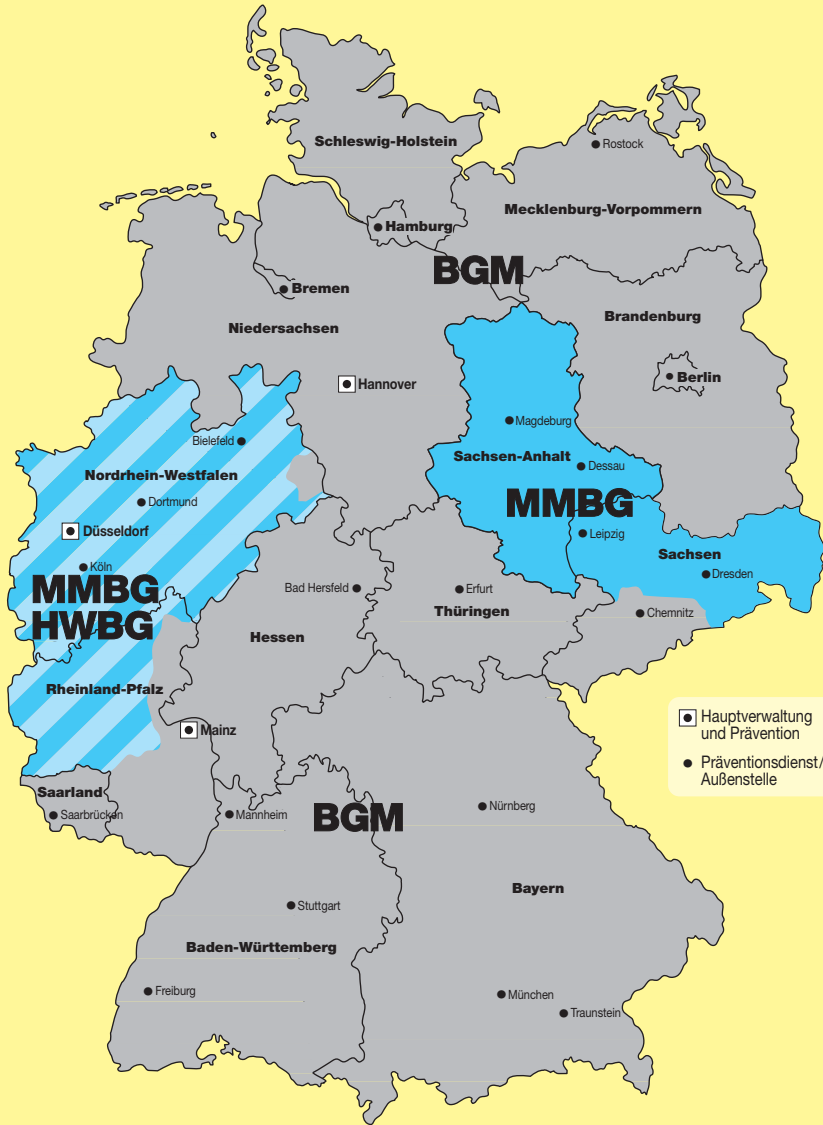 Schleswig-Holstein
Rostock
Mecklenburg-Vorpommern
Hamburg
BGM
Bremen
Niedersachsen
Brandenburg
Berlin
Hannover
Magdeburg
Bielefeld
Sachsen-Anhalt
Dessau
Nordrhein-Westfalen
Dortmund
MMBG
Düsseldorf
Leipzig
Sachsen
Köln
Dresden
MMBG
HWBG
Bad Hersfeld
Erfurt
Thüringen
Chemnitz
Hessen
Rheinland-Pfalz
Mainz
Hauptverwaltung
und Prävention
Präventionsdienst/
Außenstelle
Saarland
Saarbrücken
Mannheim
BGM
Nürnberg
Bayern
Stuttgart
Baden-Württemberg
Freiburg
München
Traunstein